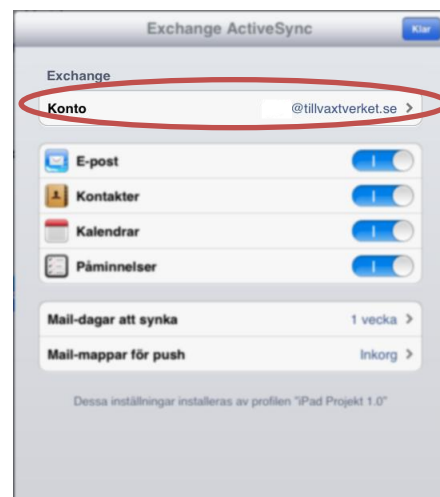 Exchange ActiveSync
Klar
Exchange
Konto @tillvaxtverket.se
E-post
Kontakter
Kalendrar
Påminnelser
Mail-dagar att synka 1 vecka
Mail-mappar för push Inkorg
Dessa inställningar installeras av profilen "iPad Projekt 1.0"